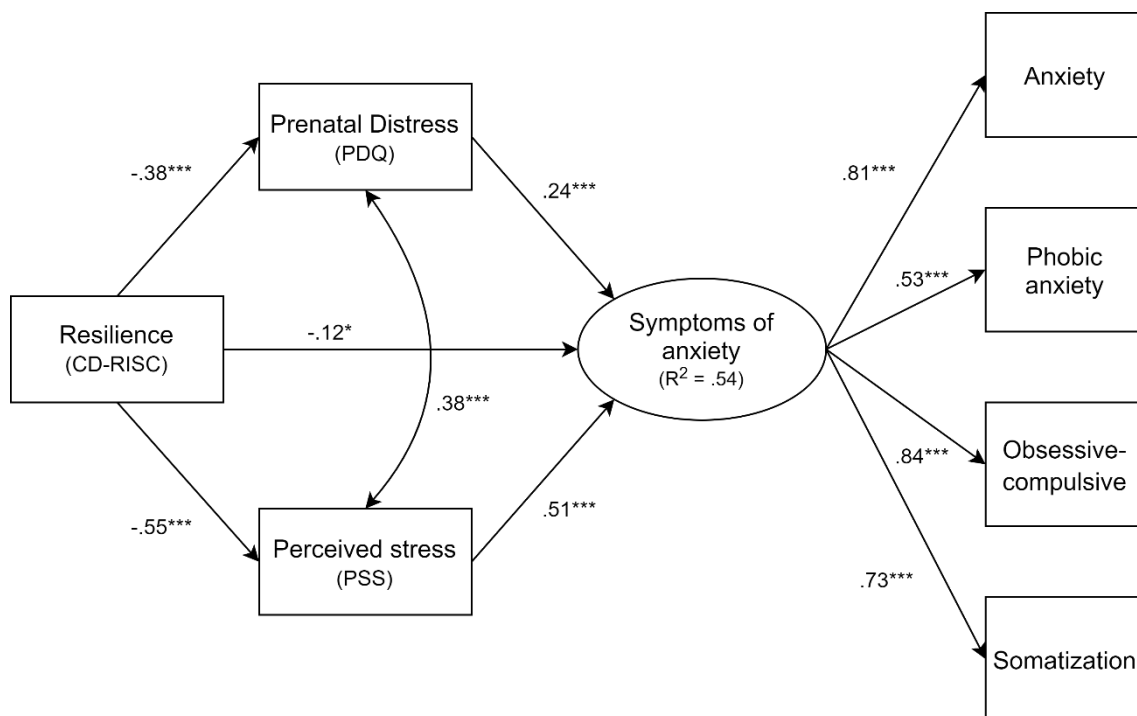 Anxiety
Prenatal Distress
(PDQ)
-.38***
.81***
.24***
Phobic
anxiety
.53***
Resilience
(CD-RISC)
-.12*
Symptoms of
anxiety
(R² = .54)
.38***
Obsessive-
compulsive
.84***
-.55***
.51***
Perceived stress
(PSS)
.73***
Somatization